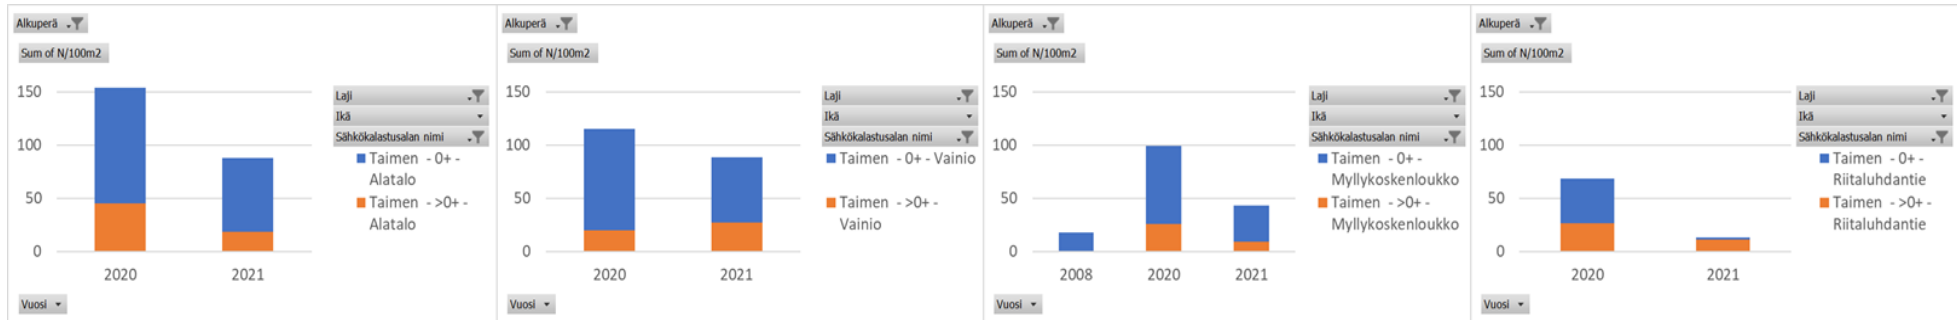 Alkuperä
Sum of N/100m2
150
100
50
0
2020
2021
Laji
Ikä
Sähkökalastusalan nimi
Taimen - 0+ -
Alatalo
Taimen - >0+ -
Alatalo
Vuosi
Alkuperä
Sum of N/100m2
150
100
50
0
2020
2021
Laji
Ikä
Sähkökalastusalan nimi
Taimen - 0+ - Vainio
Taimen - >0+ -
Vainio
Vuosi
Alkuperä
Sum of N/100m2
150
100
50
0
2008
2020
2021
Laji
Ikä
Sähkökalastusalan nimi
Taimen - 0+ -
Myllykoskenloukko
Taimen - >0+ -
Myllykoskenloukko
Vuosi
Alkuperä
Sum of N/100m2
150
100
50
0
2020
2021
Laji
Ikä
Sähkökalastusalan nimi
Taimen - 0+ -
Riitaluhdantie
Taimen - >0+ -
Riitaluhdantie
Vuosi